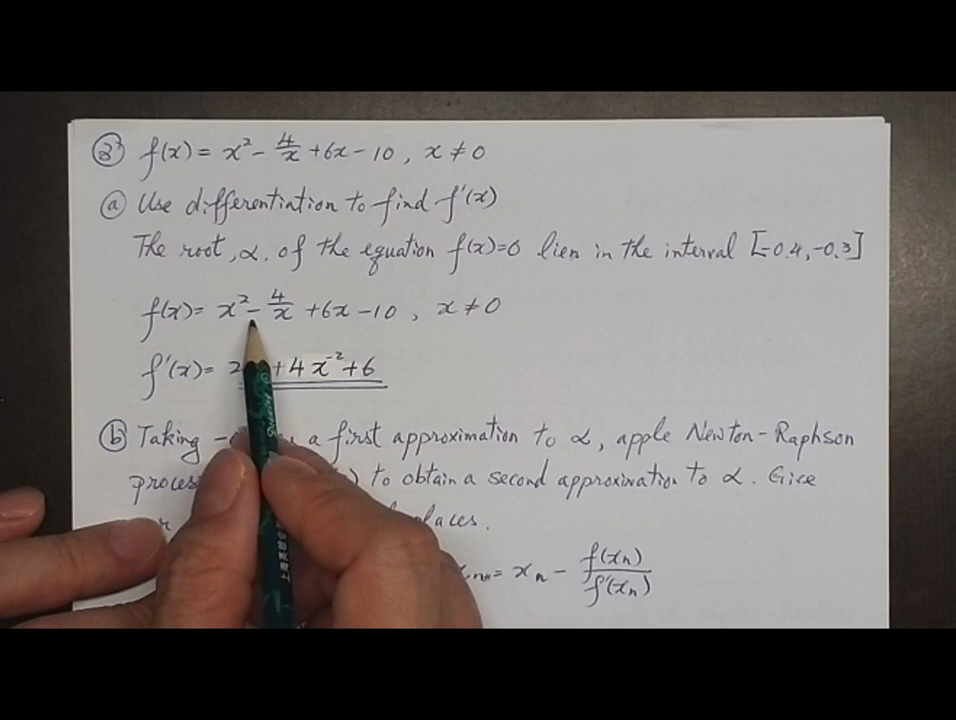 ③ f(x) = x² - 4/x + 6x - 10 , x ≠ 0
ⓐ Use differentiation to find f'(x)
The root , α . of the equation f(x)=0 lien in the interval [-0.4, -0.3]
f(x) = x² - 4/x + 6x - 10 , x ≠ 0
f'(x) = 2 + 4x⁻² + 6
ⓑ Taking - a first approximation to α, apple Newton-Raphson
proces ) to obtain a second approximation to α. Give
laces.
= xₙ - f(xₙ)/f'(xₙ)